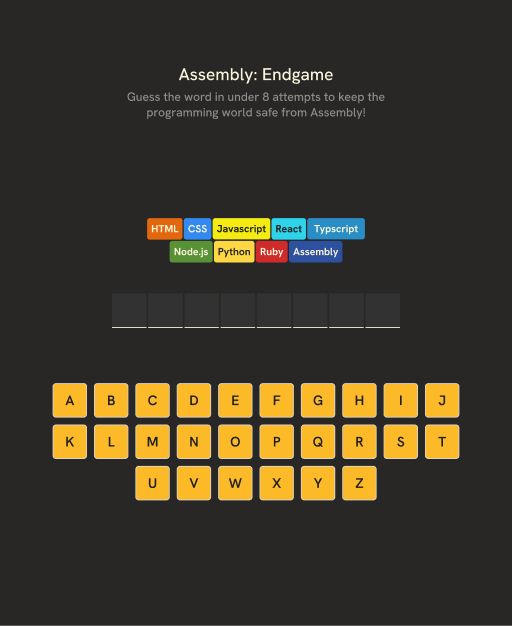 Assembly: Endgame
Guess the word in under 8 attempts to keep the
programming world safe from Assembly!
HTML CSS Javascript React Typscript
Node.js Python Ruby Assembly
A B C D E F G H I J
K L M N O P Q R S T
U V W X Y Z